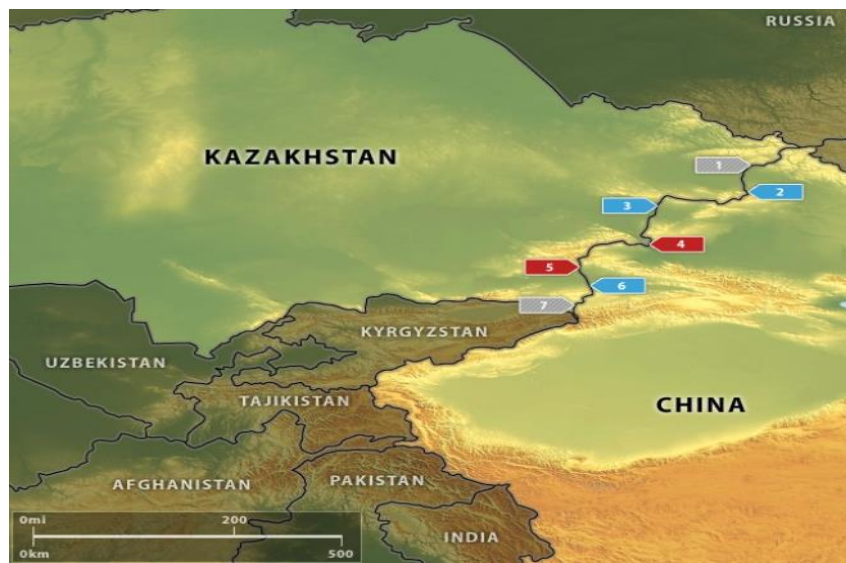 RUSSIA
KAZAKHSTAN
1
2
3
4
5
6
7
KYRGYZSTAN
UZBEKISTAN
TAJIKISTAN
CHINA
AFGHANISTAN
PAKISTAN
INDIA
0mi 200
0km 500